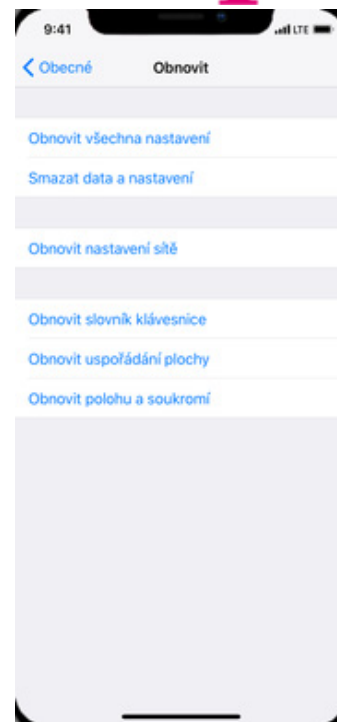 9:41
LTE
Obecné
Obnovit
Obnovit všechna nastavení
Smazat data a nastavení
Obnovit nastavení sítě
Obnovit slovník klávesnice
Obnovit uspořádání plochy
Obnovit polohu a soukromí